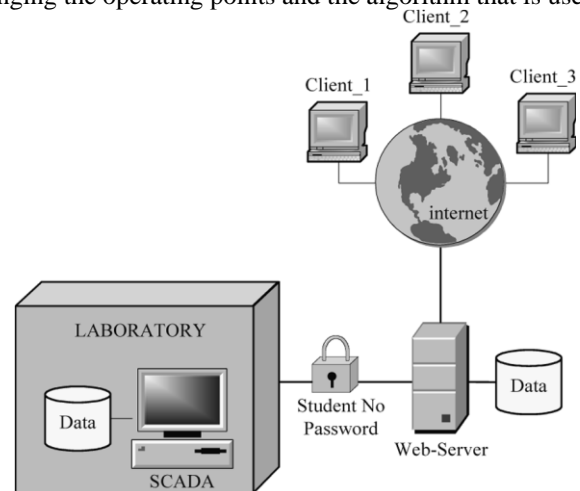 nging the operating points and the algorithm that is use
Client_2
Client_1
Client_3
internet
LABORATORY
Data
SCADA
Student No
Password
Web-Server
Data